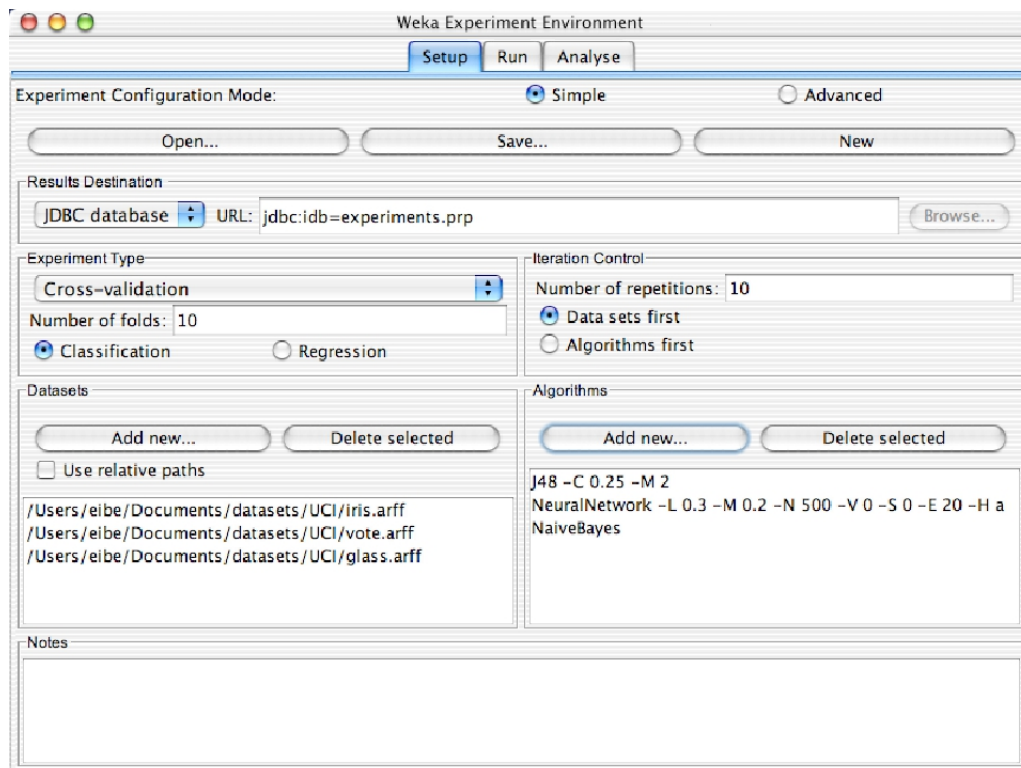 Weka Experiment Environment
Setup Run Analyse
Experiment Configuration Mode: Simple Advanced
Open... Save... New
Results Destination
JDBC database URL: jdbc:idb=experiments.prp Browse...
Experiment Type
Cross-validation
Number of folds: 10
Classification Regression
Iteration Control
Number of repetitions: 10
Data sets first
Algorithms first
Datasets
Add new... Delete selected
Use relative paths
/Users/eibe/Documents/datasets/UCI/iris.arff
/Users/eibe/Documents/datasets/UCI/vote.arff
/Users/eibe/Documents/datasets/UCI/glass.arff
Algorithms
Add new... Delete selected
J48 -C 0.25 -M 2
NeuralNetwork -L 0.3 -M 0.2 -N 500 -V 0 -S 0 -E 20 -H a
NaiveBayes
Notes